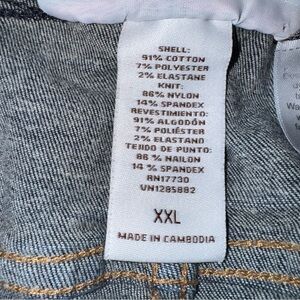 SHELL:
91% COTTON
7% POLYESTER
2% ELASTANE
KNIT:
86% NYLON
14% SPANDEX
REVESTIMIENTO:
91% ALGODÓN
7% POLIÉSTER
2% ELASTANO
TEJIDO DE PUNTO:
86 % NAILON
14 % SPANDEX
RN17730
VN1285882
XXL
MADE IN CAMBODIA